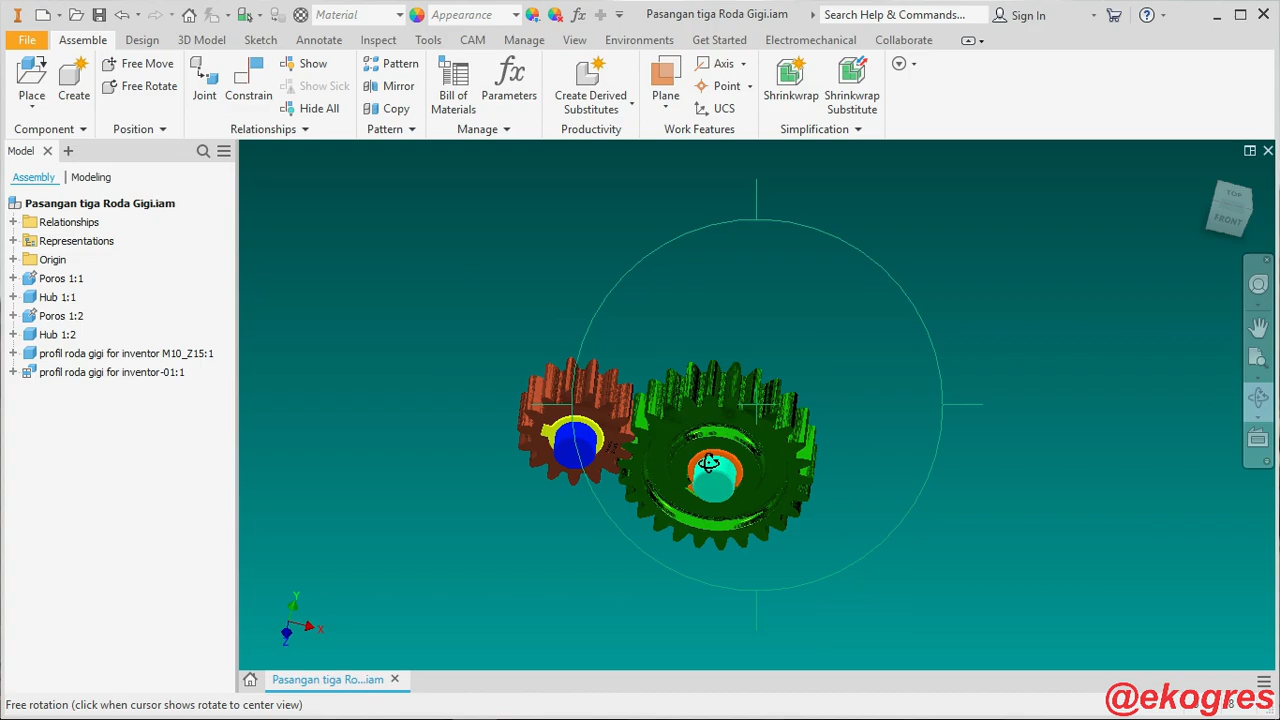 I PRO
Material
Appearance
Pasangan tiga Roda Gigi.iam
Search Help & Commands...
Sign In
File
Assemble
Design
3D Model
Sketch
Annotate
Inspect
Tools
CAM
Manage
View
Environments
Get Started
Electromechanical
Collaborate
Place
Create
Free Move
Free Rotate
Component
Position
Joint
Constrain
Show
Show Sick
Hide All
Relationships
Pattern
Mirror
Copy
Pattern
Bill of
Materials
fx
Parameters
Manage
Create Derived
Substitutes
Productivity
Plane
Axis
Point
UCS
Work Features
Shrinkwrap
Shrinkwrap
Substitute
Simplification
Model
Assembly
Modeling
Pasangan tiga Roda Gigi.iam
Relationships
Representations
Origin
Poros 1:1
Hub 1:1
Poros 1:2
Hub 1:2
profil roda gigi for inventor M10_Z15:1
profil roda gigi for inventor-01:1
TOP
FRONT
Y
X
Z
Pasangan tiga Ro...iam
Free rotation (click when cursor shows rotate to center view)
@ekogres